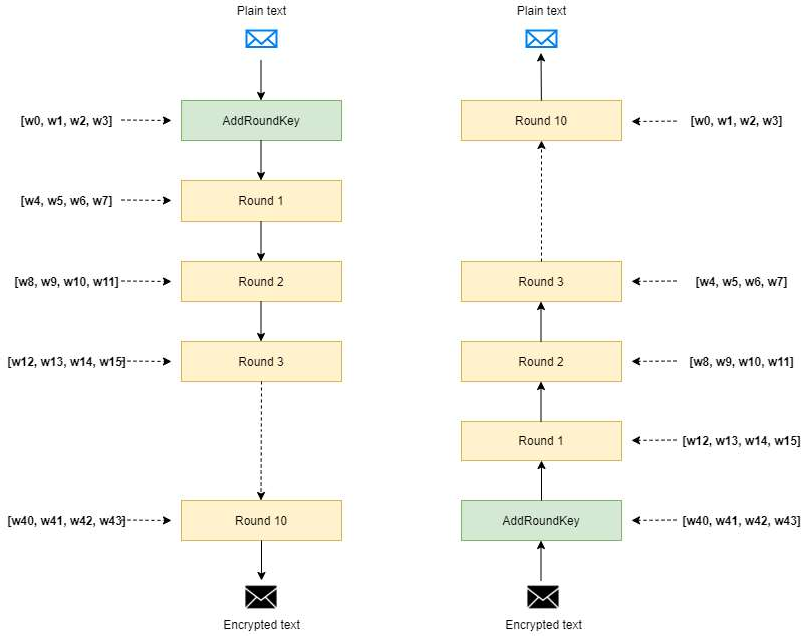 Plain text
Plain text
[w0, w1, w2, w3]
AddRoundKey
Round 10
[w0, w1, w2, w3]
[w4, w5, w6, w7]
Round 1
[w8, w9, w10, w11]
Round 2
Round 3
[w4, w5, w6, w7]
[w12, w13, w14, w15]
Round 3
Round 2
[w8, w9, w10, w11]
Round 1
[w12, w13, w14, w15]
[w40, w41, w42, w43]
Round 10
AddRoundKey
[w40, w41, w42, w43]
Encrypted text
Encrypted text